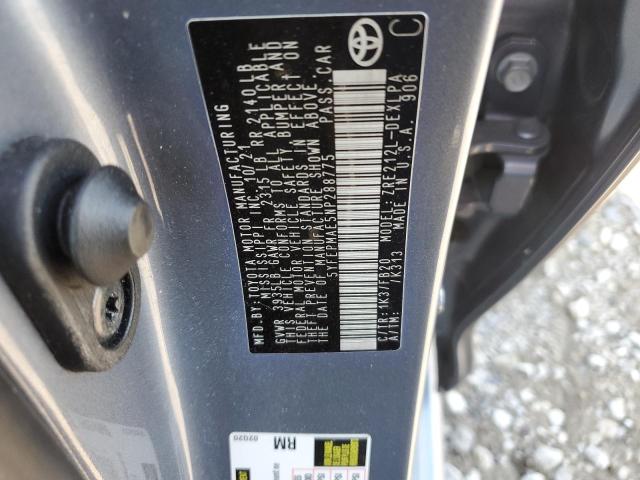 MFD.BY:TOYOTA MOTOR MANUFACTURING
MISSISSIPPI INC. 10/21
GVWR 3935LB GAWR FR 2315 LB RR 2140 LB
THIS VEHICLE CONFORMS TO ALL APPLICABLE
FEDERAL MOTOR VEHICLE SAFETY, BUMPER, AND
THEFT PREVENTION STANDARDS IN EFFECT ON
THE DATE OF MANUFACTURE SHOWN ABOVE.
5YFEPMAE5NP288775 PASS.CAR
C/TR:1K3/FB20 MODEL:ZRE212L-DEXLPA
A/TM: /K313 MADE IN U.S.A. 906
C
RM
02020